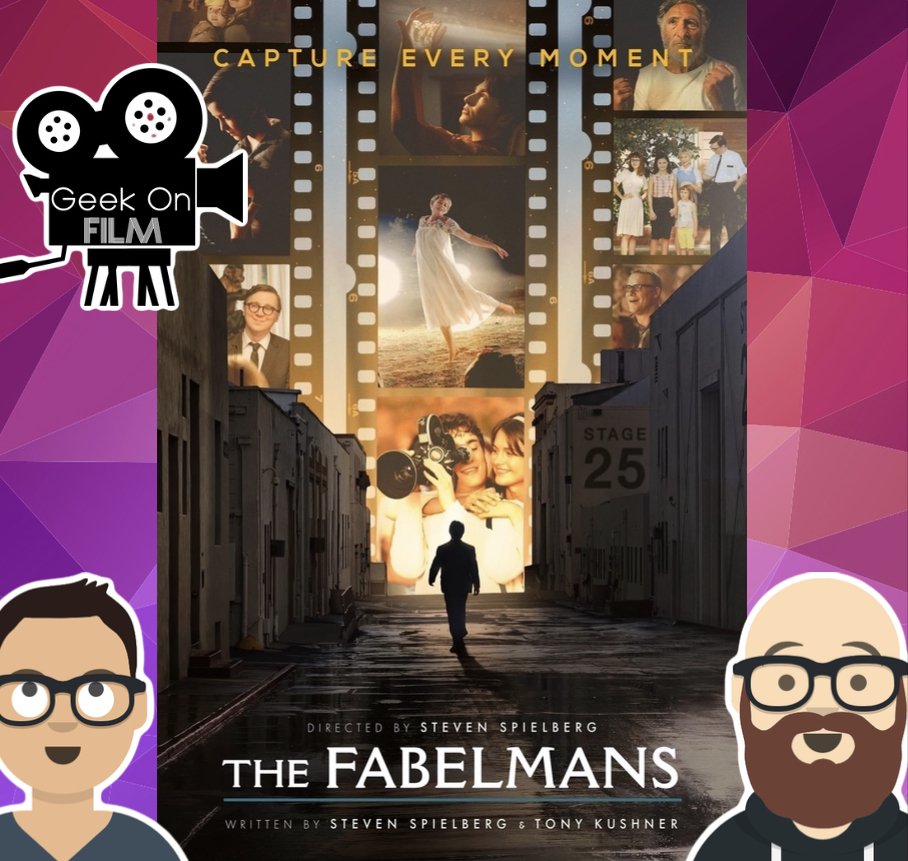 CAPTURE EVERY MOMENT
Geek On
FILM
STAGE
25
DIRECTED BY STEVEN SPIELBERG
THE FABELMANS
WRITTEN BY STEVEN SPIELBERG & TONY KUSHNER